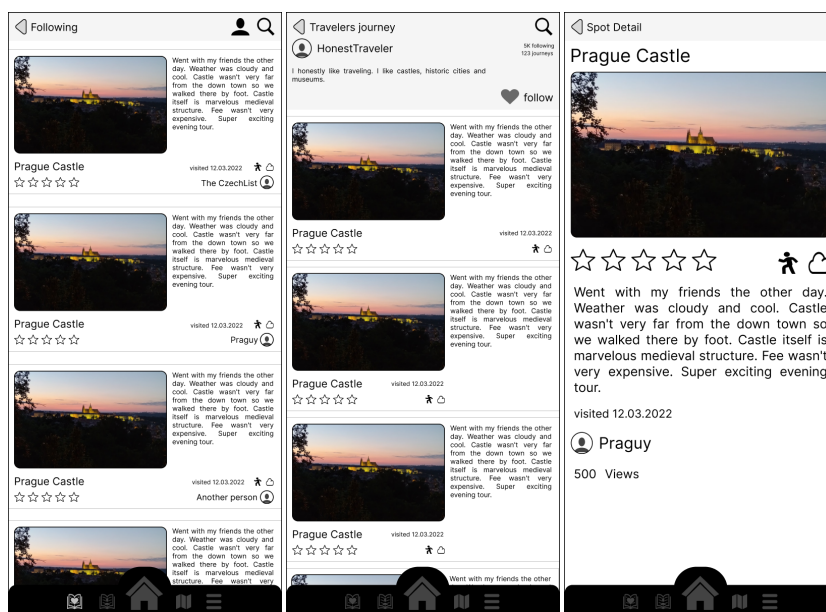 Following
Went with my friends the other
day. Weather was cloudy and
cool. Castle wasn't very far
from the down town so we
walked there by foot. Castle
itself is marvelous medieval
structure. Fee wasn't very
expensive. Super exciting
evening tour.
Prague Castle
visited 12.03.2022
The CzechList
Went with my friends the other
day. Weather was cloudy and
cool. Castle wasn't very far
from the down town so we
walked there by foot. Castle
itself is marvelous medieval
structure. Fee wasn't very
expensive. Super exciting
evening tour.
Prague Castle
visited 12.03.2022
Praguy
Went with my friends the other
day. Weather was cloudy and
cool. Castle wasn't very far
from the down town so we
walked there by foot. Castle
itself is marvelous medieval
structure. Fee wasn't very
expensive. Super exciting
evening tour.
Prague Castle
visited 12.03.2022
Another person
Went with my friends the other
day. Weather was cloudy and
cool. Castle wasn't very far
from the down town so we
walked there by foot. Castle
itself is marvelous medieval
structure. Fee wasn't very
Travelers journey
HonestTraveler
5K following
123 journeys
I honestly like traveling. I like castles, historic cities and
museums.
follow
Went with my friends the other
day. Weather was cloudy and
cool. Castle wasn't very far
from the down town so we
walked there by foot. Castle
itself is marvelous medieval
structure. Fee wasn't very
expensive. Super exciting
evening tour.
Prague Castle
visited 12.03.2022
Went with my friends the other
day. Weather was cloudy and
cool. Castle wasn't very far
from the down town so we
walked there by foot. Castle
itself is marvelous medieval
structure. Fee wasn't very
expensive. Super exciting
evening tour.
Prague Castle
visited 12.03.2022
Went with my friends the other
day. Weather was cloudy and
cool. Castle wasn't very far
from the down town so we
walked there by foot. Castle
itself is marvelous medieval
structure. Fee wasn't very
expensive. Super exciting
evening tour.
Prague Castle
visited 12.03.2022
Went with my friends the other
Spot Detail
Prague Castle
Went with my friends the other day.
Weather was cloudy and cool. Castle
wasn't very far from the down town so
we walked there by foot. Castle itself is
marvelous medieval structure. Fee wasn't
very expensive. Super exciting evening
tour.
visited 12.03.2022
Praguy
500 Views